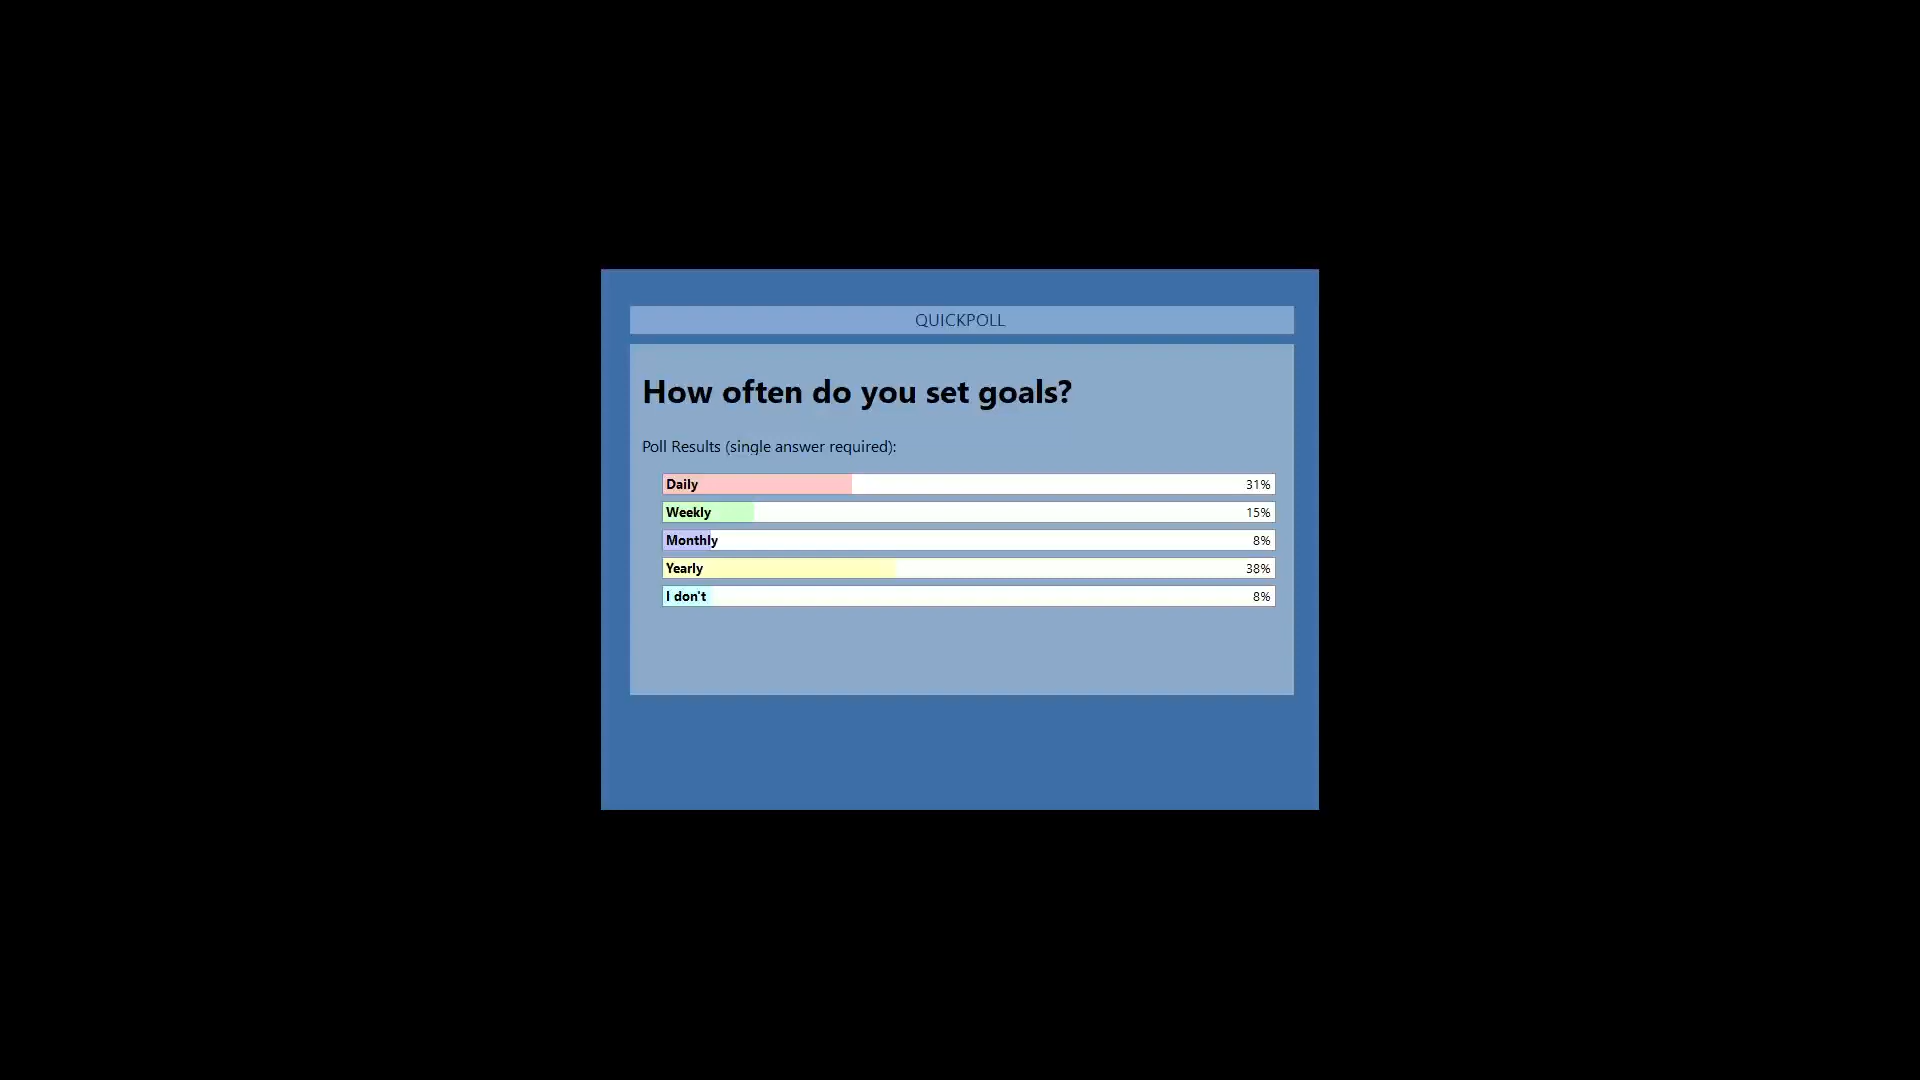 QUICKPOLL
How often do you set goals?
Poll Results (single answer required):
Daily 31%
Weekly 15%
Monthly 8%
Yearly 38%
I don't 8%